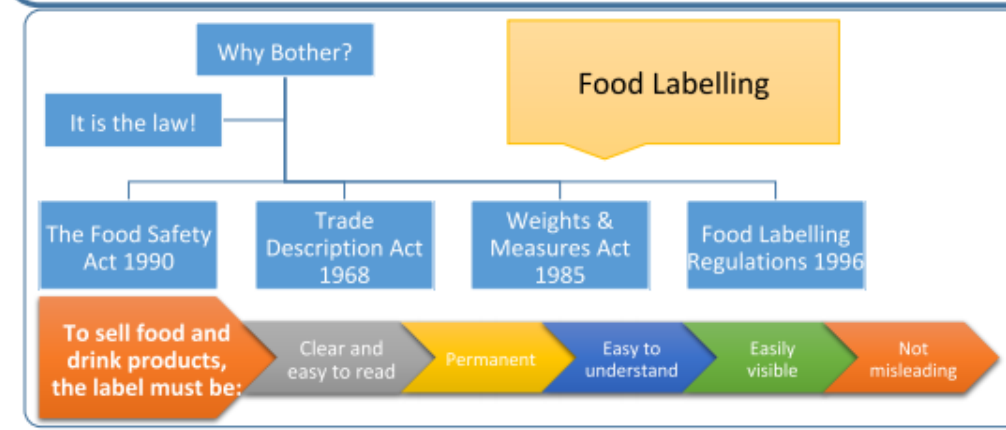 Why Bother?
Food Labelling
It is the law!
The Food Safety
Act 1990
Trade
Description Act
1968
Weights &
Measures Act
1985
Food Labelling
Regulations 1996
To sell food and
drink products,
the label must be:
Clear and
easy to read
Permanent
Easy to
understand
Easily
visible
Not
misleading